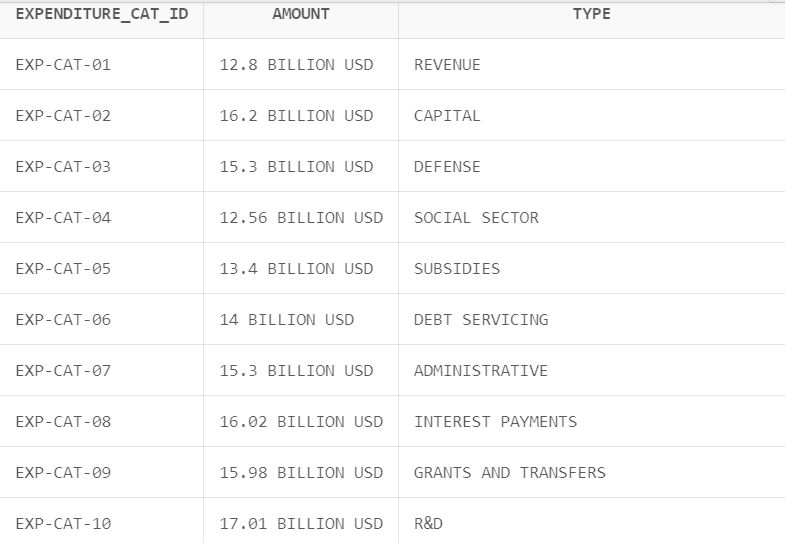 EXPENDITURE_CAT_ID AMOUNT TYPE
EXP-CAT-01 12.8 BILLION USD REVENUE
EXP-CAT-02 16.2 BILLION USD CAPITAL
EXP-CAT-03 15.3 BILLION USD DEFENSE
EXP-CAT-04 12.56 BILLION USD SOCIAL SECTOR
EXP-CAT-05 13.4 BILLION USD SUBSIDIES
EXP-CAT-06 14 BILLION USD DEBT SERVICING
EXP-CAT-07 15.3 BILLION USD ADMINISTRATIVE
EXP-CAT-08 16.02 BILLION USD INTEREST PAYMENTS
EXP-CAT-09 15.98 BILLION USD GRANTS AND TRANSFERS
EXP-CAT-10 17.01 BILLION USD R&D